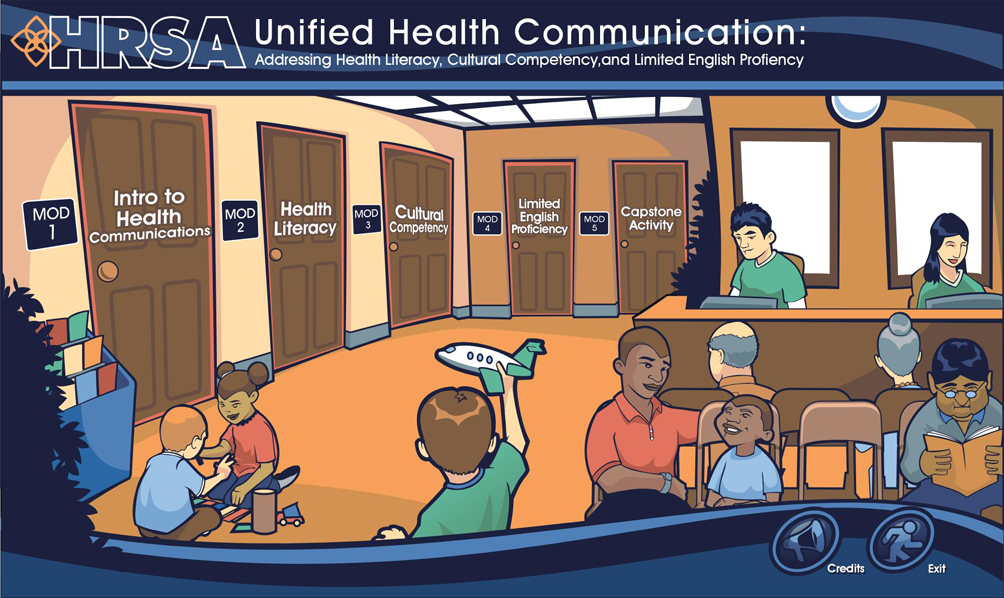 HRSA
Unified Health Communication:
Addressing Health Literacy, Cultural Competency,and Limited English Profiency
MOD
1
Intro to
Health
Communications
MOD
2
Health
Literacy
MOD
3
Cultural
Competency
MOD
4
Limited
English
Proficiency
MOD
5
Capstone
Activity
Credits
Exit